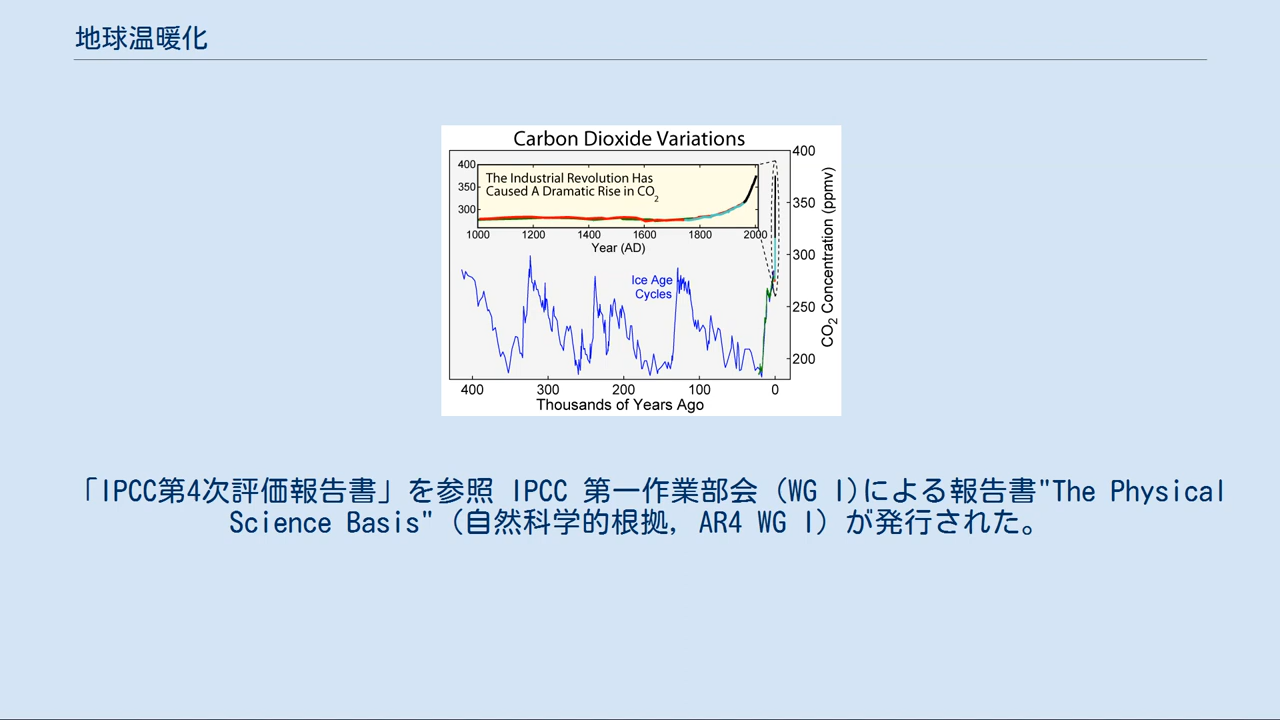 地球温暖化
Carbon Dioxide Variations
400
350
300
250
200
CO2 Concentration (ppmv)
400
350
300
The Industrial Revolution Has
Caused A Dramatic Rise in CO2
1000 1200 1400 1600 1800 2000
Year (AD)
Ice Age
Cycles
400 300 200 100 0
Thousands of Years Ago
「IPCC第4次評価報告書」を参照 IPCC 第一作業部会 (WG I)による報告書"The Physical
Science Basis"（自然科学的根拠, AR4 WG I）が発行された。